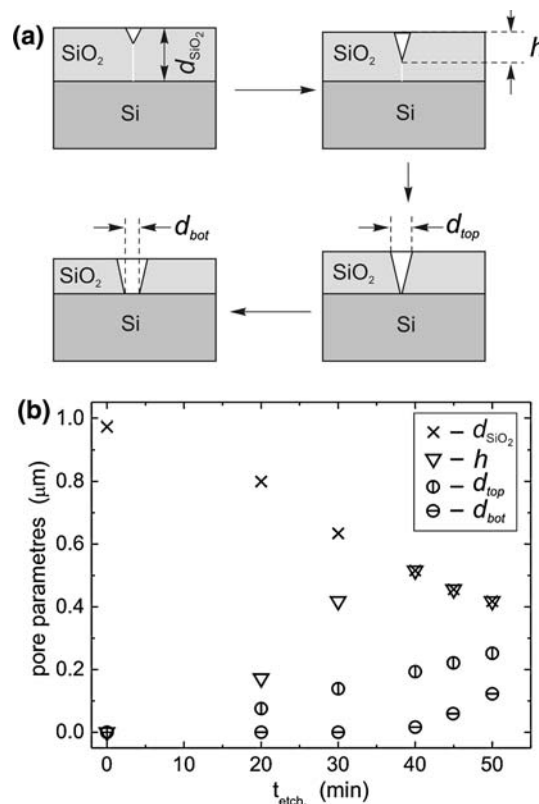 (a)
SiO2
dSiO2
Si
SiO2
h
Si
dbot
SiO2
Si
dtop
SiO2
Si
(b)
pore parametres (μm)
1.0
0.8
0.6
0.4
0.2
0.0
× – dSiO2
▽ – h
⦶ – dtop
⊖ – dbot
0 10 20 30 40 50
tetch. (min)